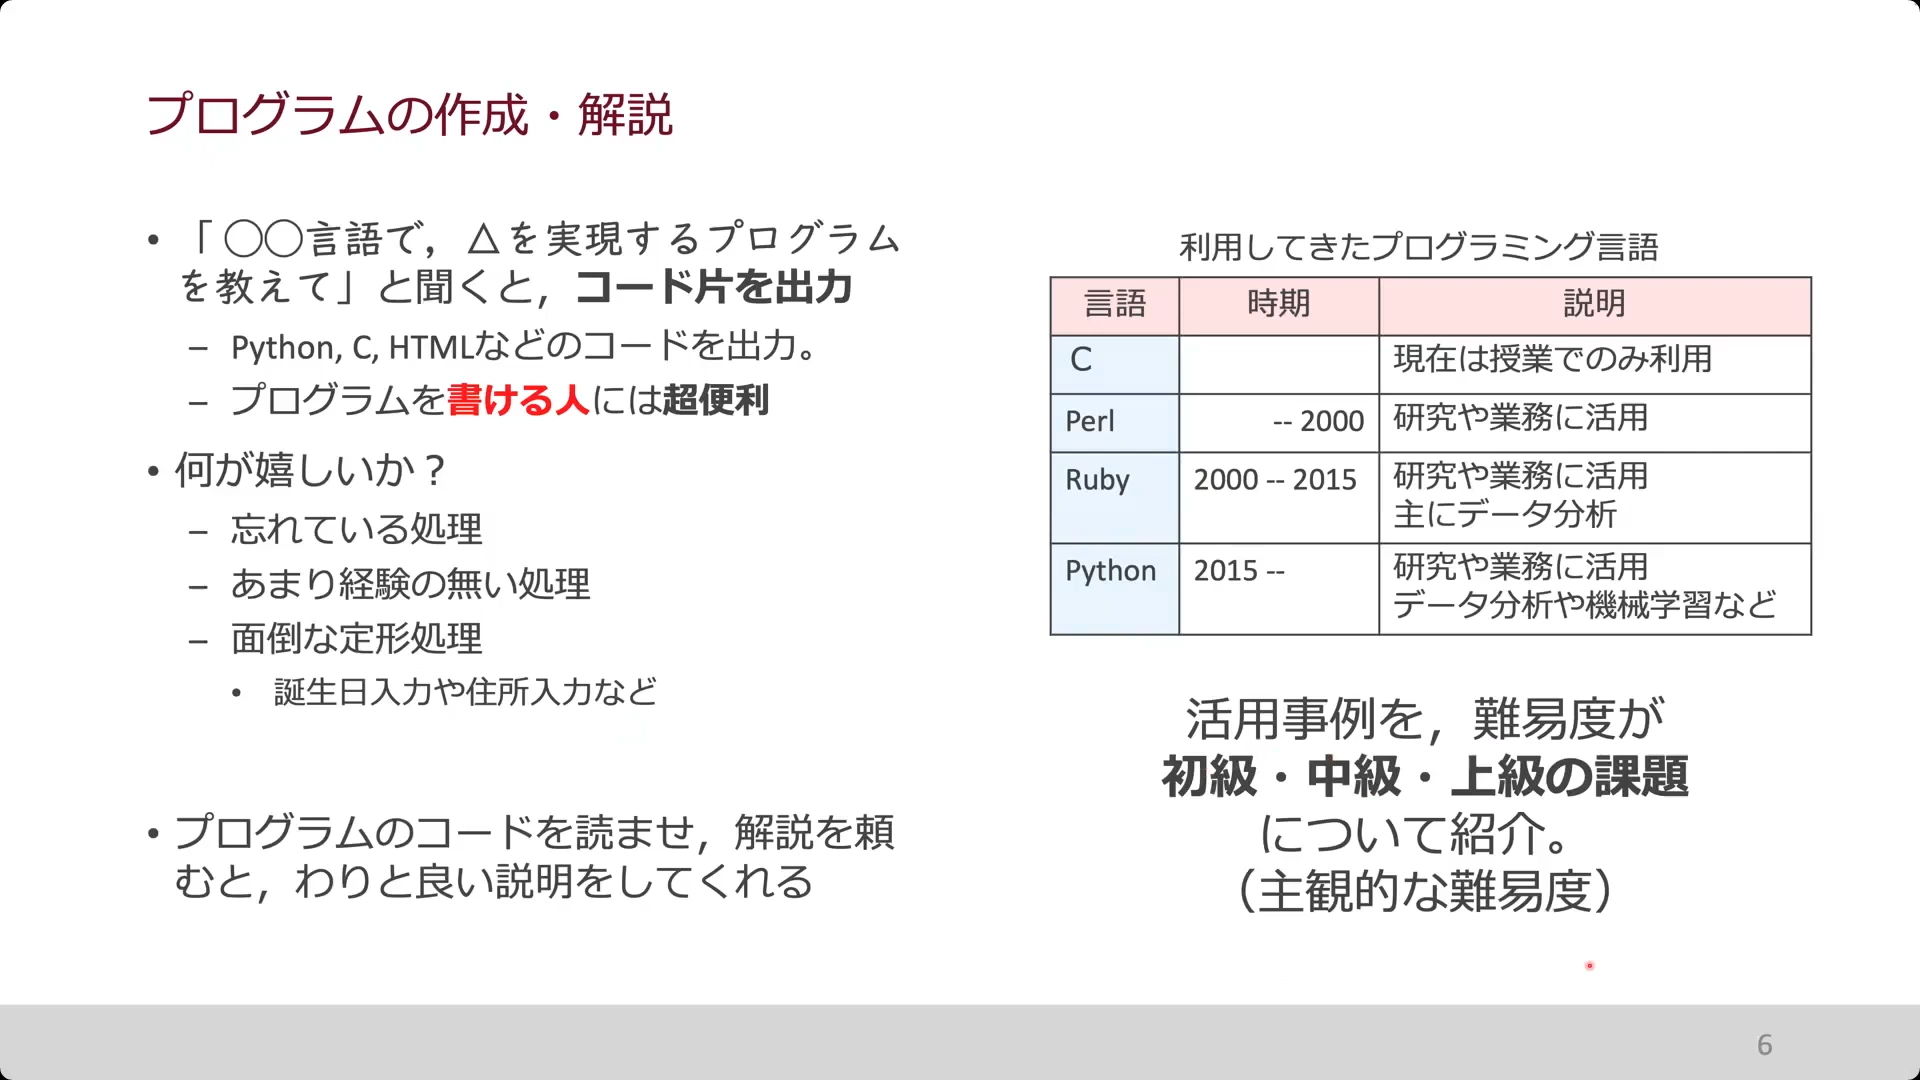 プログラムの作成・解説
• 「 ◯◯言語で，△を実現するプログラム
を教えて」と聞くと，コード片を出力
– Python, C, HTMLなどのコードを出力。
– プログラムを書ける人には超便利
• 何が嬉しいか？
– 忘れている処理
– あまり経験の無い処理
– 面倒な定形処理
• 誕生日入力や住所入力など
• プログラムのコードを読ませ，解説を頼
むと，わりと良い説明をしてくれる
利用してきたプログラミング言語
言語 時期 説明
C 現在は授業でのみ利用
Perl -- 2000 研究や業務に活用
Ruby 2000 -- 2015 研究や業務に活用
主にデータ分析
Python 2015 -- 研究や業務に活用
データ分析や機械学習など
活用事例を，難易度が
初級・中級・上級の課題
について紹介。
（主観的な難易度）
6